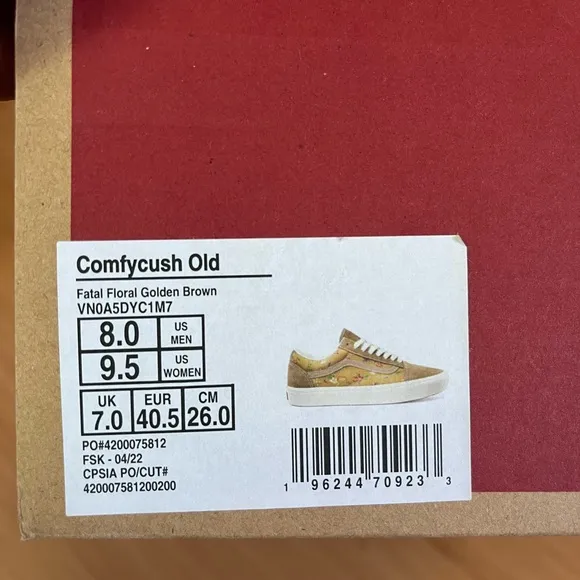 Comfycush Old
Fatal Floral Golden Brown
VN0A5DYC1M7
8.0 US MEN
9.5 US WOMEN
UK EUR CM
7.0 40.5 26.0
PO#4200075812
FSK - 04/22
CPSIA PO/CUT#
420007581200200
1 96244 70923 3